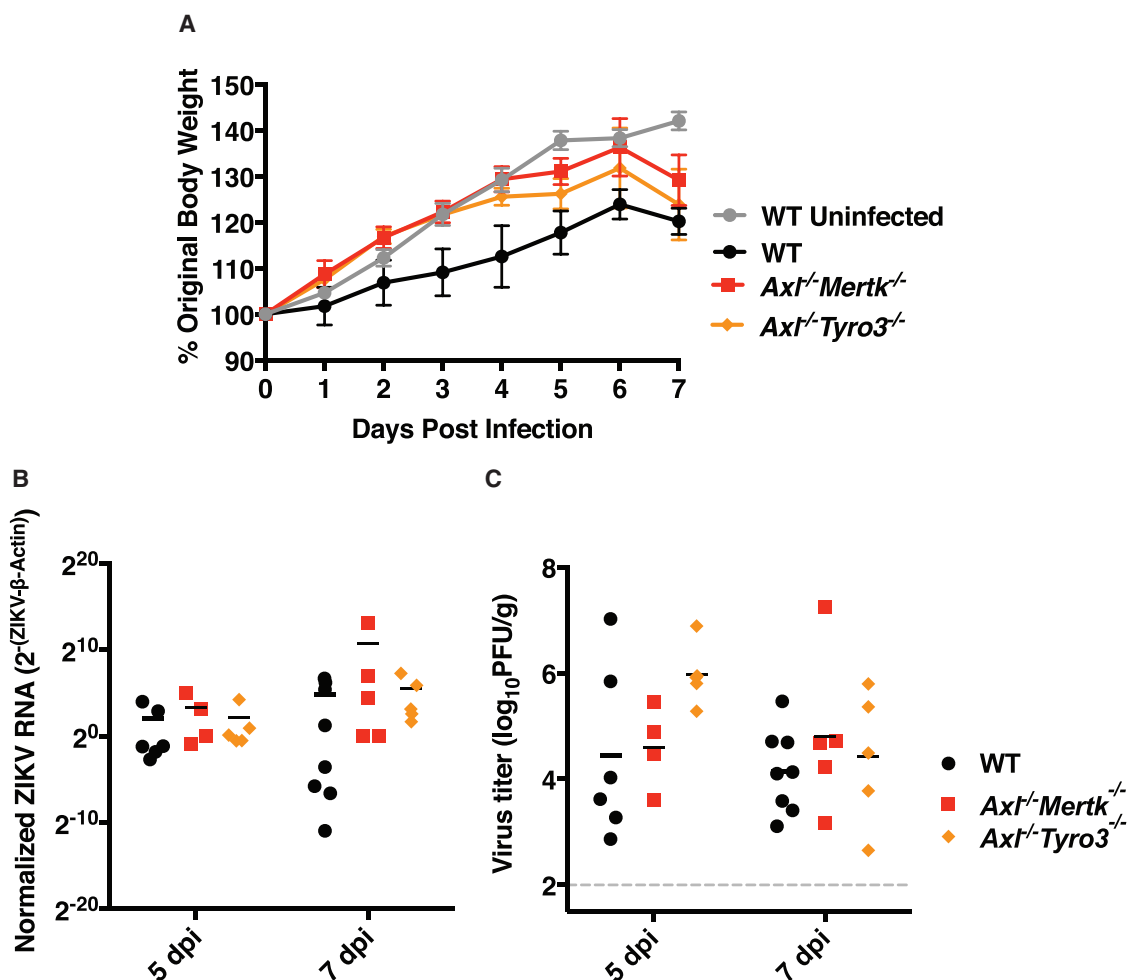 A
% Original Body Weight
150
140
130
120
110
100
90
0 1 2 3 4 5 6 7
Days Post Infection
WT Uninfected
WT
Axl-/-Mertk-/-
Axl-/-Tyro3-/-
B
Normalized ZIKV RNA (2-(ZIKV-β-Actin))
2^20
2^10
2^0
2^-10
2^-20
5 dpi
7 dpi
C
Virus titer (log10PFU/g)
8
6
4
2
5 dpi
7 dpi
WT
Axl-/-Mertk-/-
Axl-/-Tyro3-/-